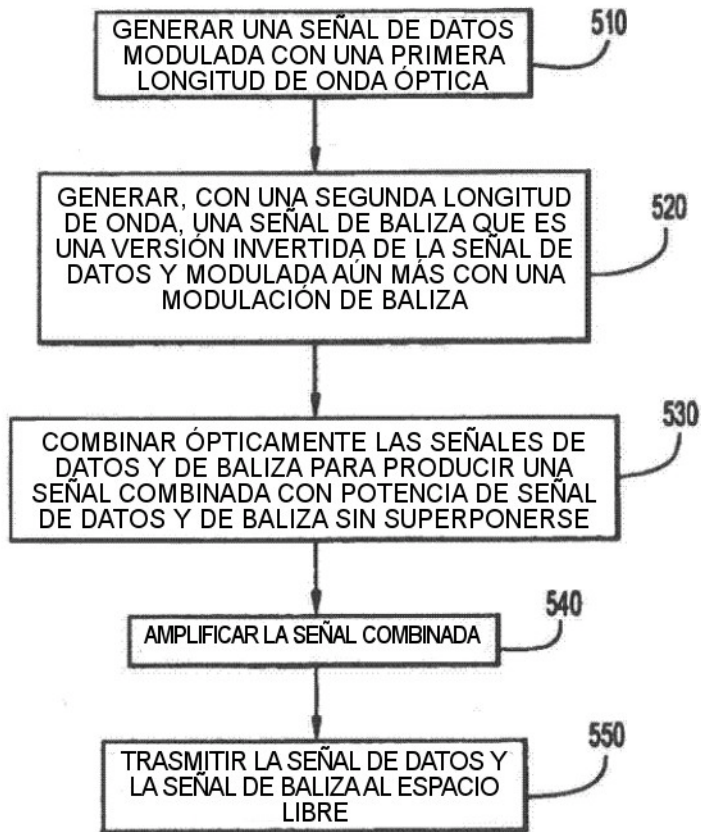 GENERAR UNA SEÑAL DE DATOS
MODULADA CON UNA PRIMERA
LONGITUD DE ONDA ÓPTICA
510
GENERAR, CON UNA SEGUNDA LONGITUD
DE ONDA, UNA SEÑAL DE BALIZA QUE ES
UNA VERSIÓN INVERTIDA DE LA SEÑAL DE
DATOS Y MODULADA AÚN MÁS CON UNA
MODULACIÓN DE BALIZA
520
COMBINAR ÓPTICAMENTE LAS SEÑALES DE
DATOS Y DE BALIZA PARA PRODUCIR UNA
SEÑAL COMBINADA CON POTENCIA DE SEÑAL
DE DATOS Y DE BALIZA SIN SUPERPONERSE
530
AMPLIFICAR LA SEÑAL COMBINADA
540
TRASMITIR LA SEÑAL DE DATOS Y
LA SEÑAL DE BALIZA AL ESPACIO
LIBRE
550